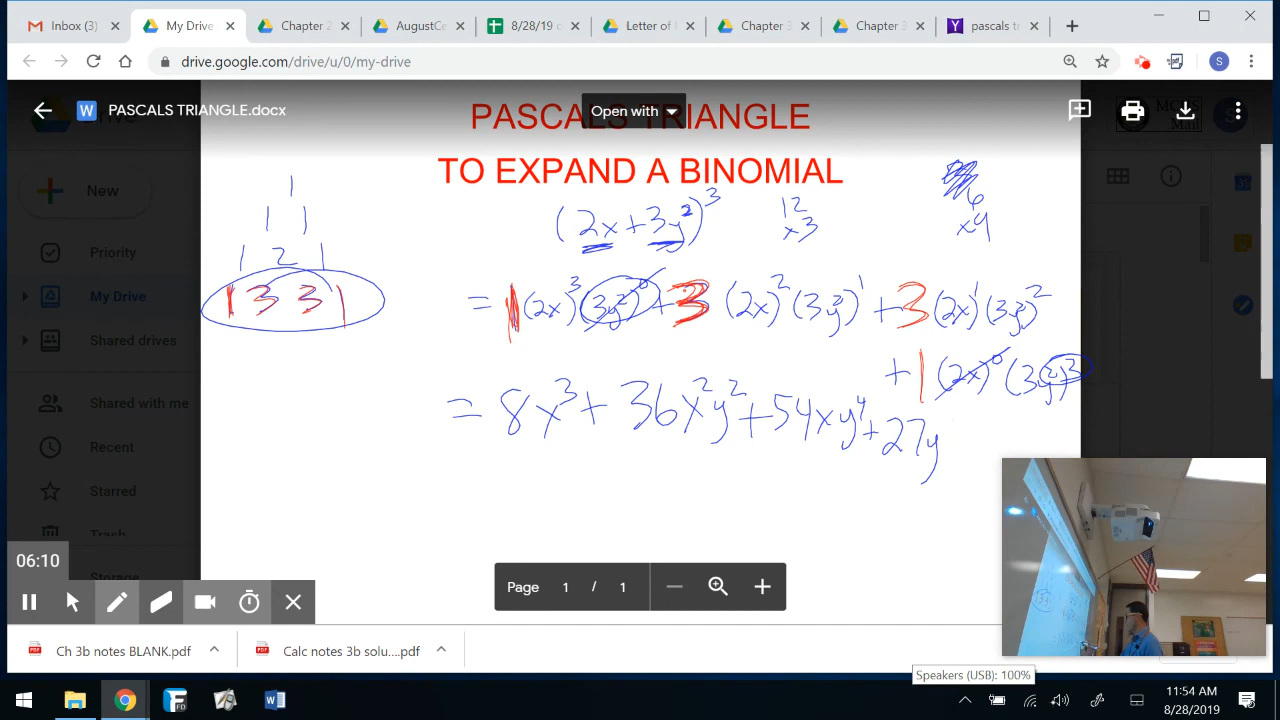 Inbox (3)
My Drive
Chapter 2
AugustCe
8/28/19 c
Letter of
Chapter 3
Chapter 3
pascals tr
drive.google.com/drive/u/0/my-drive
S
PASCALS TRIANGLE.docx
Open with
PASCALS TRIANGLE
TO EXPAND A BINOMIAL
New
Priority
My Drive
Shared drives
Shared with me
Recent
Starred
Trash
Storage
1
1 1
1 2 1
1 3 3 1
(2x+3y²)³
12
x3
6
x4
= 1(2x)³(3y²)⁰+3(2x)²(3y²)¹+3(2x)¹(3y²)²
+1(2x)⁰(3y²)³
= 8x³+36x²y²+54xy⁴+27y
06:10
Page 1 / 1
Ch 3b notes BLANK.pdf
Calc notes 3b solu....pdf
Speakers (USB): 100%
11:54 AM
8/28/2019